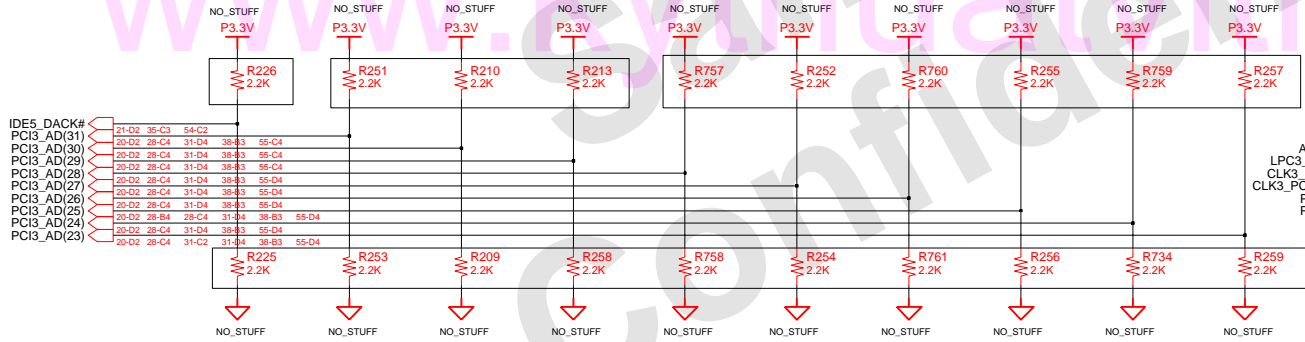 NO_STUFF NO_STUFF NO_STUFF NO_STUFF NO_STUFF NO_STUFF NO_STUFF NO_STUFF NO_STUFF NO_STUFF
P3.3V P3.3V P3.3V P3.3V P3.3V P3.3V P3.3V P3.3V P3.3V P3.3V
R226 R251 R210 R213 R757 R252 R760 R255 R759 R257
2.2K 2.2K 2.2K 2.2K 2.2K 2.2K 2.2K 2.2K 2.2K 2.2K
IDE5_DACK#
21-D2 35-C3 54-C2
PCI3_AD(31)
20-D2 28-C4 31-D4 38-B3 55-C4
PCI3_AD(30)
20-D2 28-C4 31-D4 38-B3 55-C4
PCI3_AD(29)
20-D2 28-C4 31-D4 38-B3 55-C4
PCI3_AD(28)
20-D2 28-C4 31-D4 38-B3 55-D4
PCI3_AD(27)
20-D2 28-C4 31-D4 38-B3 55-D4
PCI3_AD(26)
20-D2 28-C4 31-D4 38-B3 55-D4
PCI3_AD(25)
20-D2 28-B4 28-C4 31-D4 38-B3 55-D4
PCI3_AD(24)
20-D2 28-C4 31-D4 38-B3 55-D4
PCI3_AD(23)
20-D2 28-C4 31-C2 31-D4 38-B3 55-D4
A
LPC3_
CLK3_
CLK3_PC
P
R225 R253 R209 R258 R758 R254 R761 R256 R734 R259
2.2K 2.2K 2.2K 2.2K 2.2K 2.2K 2.2K 2.2K 2.2K 2.2K
NO_STUFF NO_STUFF NO_STUFF NO_STUFF NO_STUFF NO_STUFF NO_STUFF NO_STUFF NO_STUFF NO_STUFF